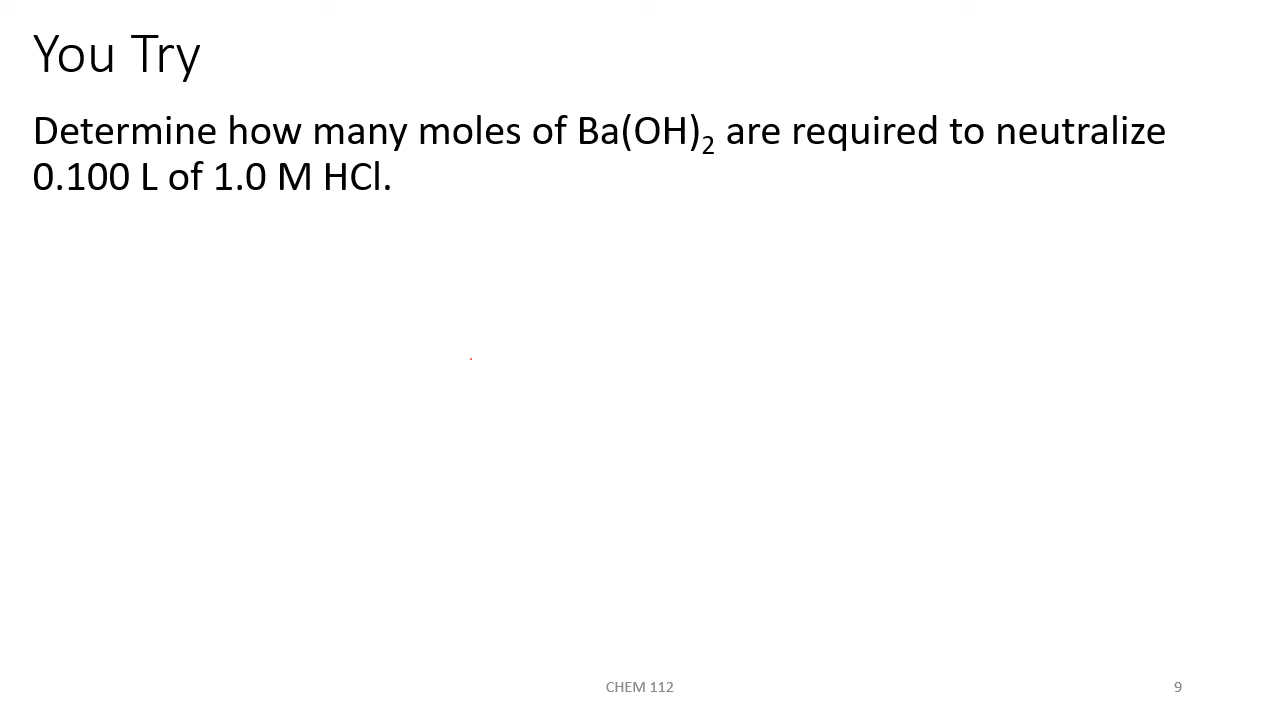 You Try
Determine how many moles of Ba(OH)₂ are required to neutralize
0.100 L of 1.0 M HCl.
CHEM 112
9